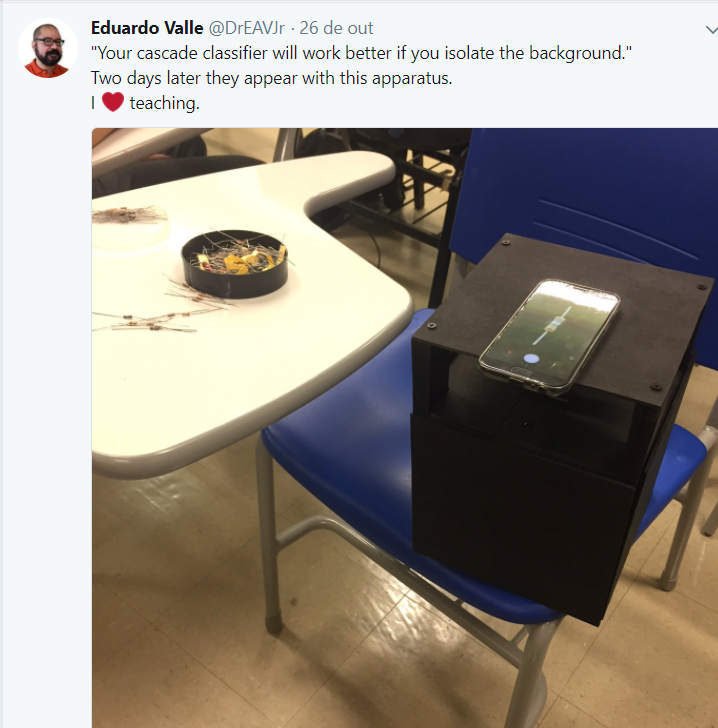 Eduardo Valle @DrEAVJr · 26 de out
"Your cascade classifier will work better if you isolate the background."
Two days later they appear with this apparatus.
I ❤ teaching.